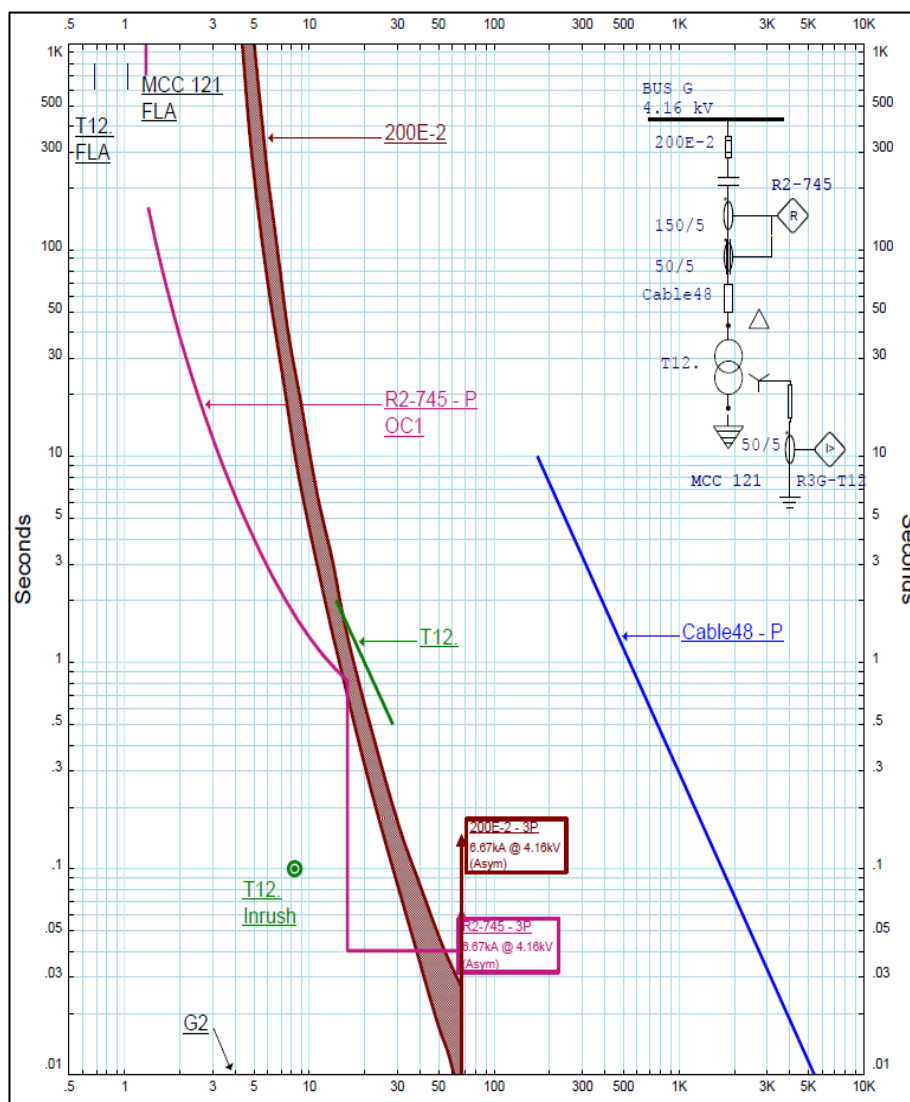 .5 1 3 5 10 30 50 100 300 500 1K 3K 5K 10K
1K
500
300
100
50
30
10
5
3
1
.5
.3
.1
.05
.03
.01
Seconds
MCC 121
FLA
T12.
FLA
200E-2
R2-745 - P
OC1
T12.
Cable48 - P
T12.
Inrush
G2
200E-2 - 3P
6.67kA @ 4.16kV
(Asym)
R2-745 - 3P
6.67kA @ 4.16kV
(Asym)
BUS G
4.16 kV
200E-2
R2-745
R
150/5
50/5
Cable48
T12.
50/5
I>
MCC 121
R3G-T12
1K
500
300
100
50
30
10
5
3
1
.5
.3
.1
.05
.03
.01
Seconds
.5 1 3 5 10 30 50 100 300 500 1K 3K 5K 10K